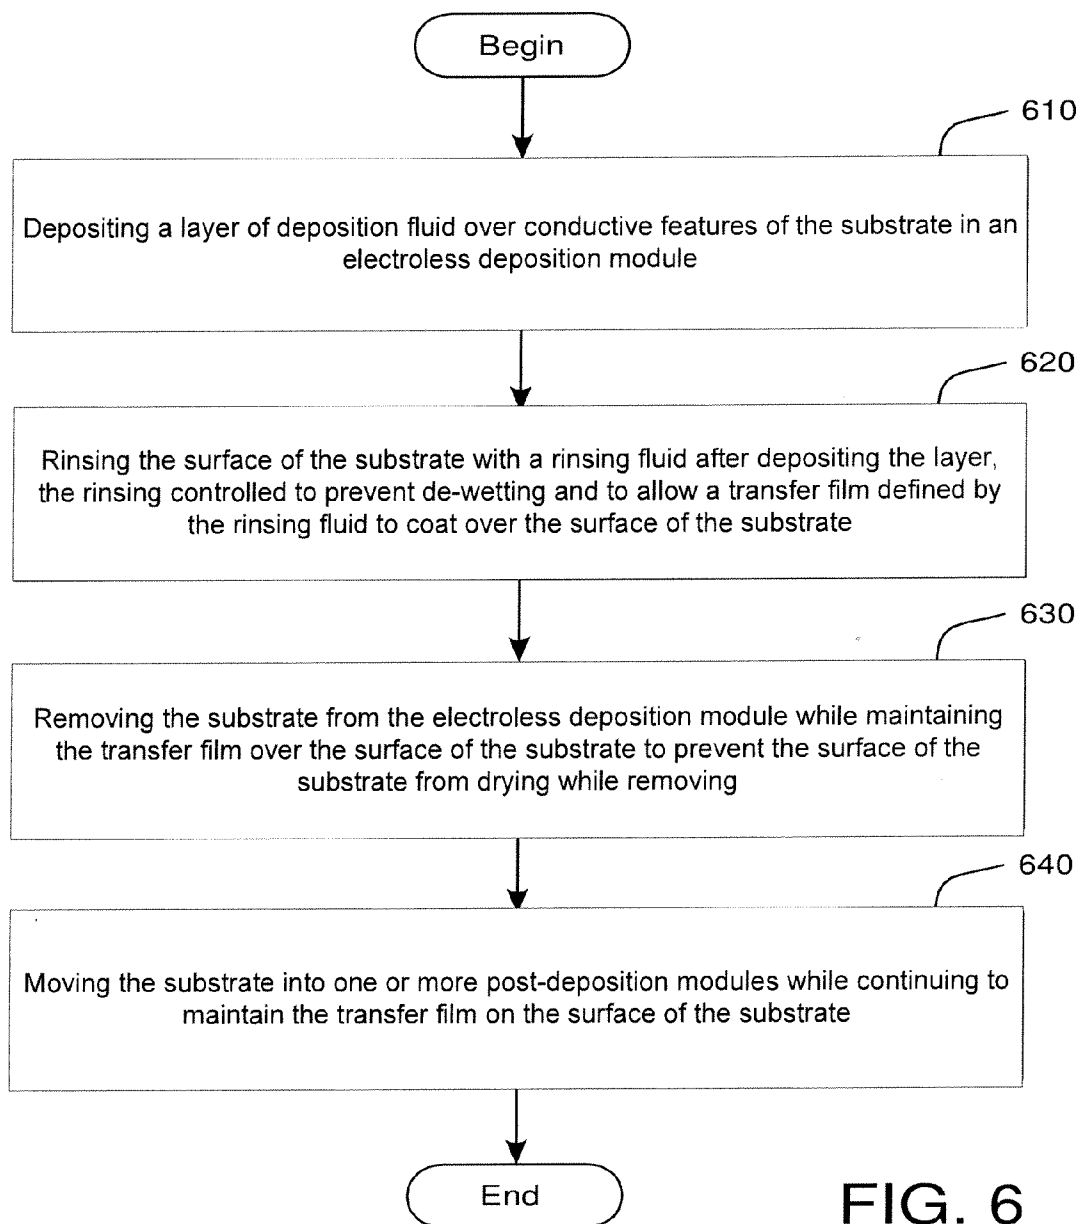 Begin
610
Depositing a layer of deposition fluid over conductive features of the substrate in an
electroless deposition module
620
Rinsing the surface of the substrate with a rinsing fluid after depositing the layer,
the rinsing controlled to prevent de-wetting and to allow a transfer film defined by
the rinsing fluid to coat over the surface of the substrate
630
Removing the substrate from the electroless deposition module while maintaining
the transfer film over the surface of the substrate to prevent the surface of the
substrate from drying while removing
640
Moving the substrate into one or more post-deposition modules while continuing to
maintain the transfer film on the surface of the substrate
End
FIG. 6